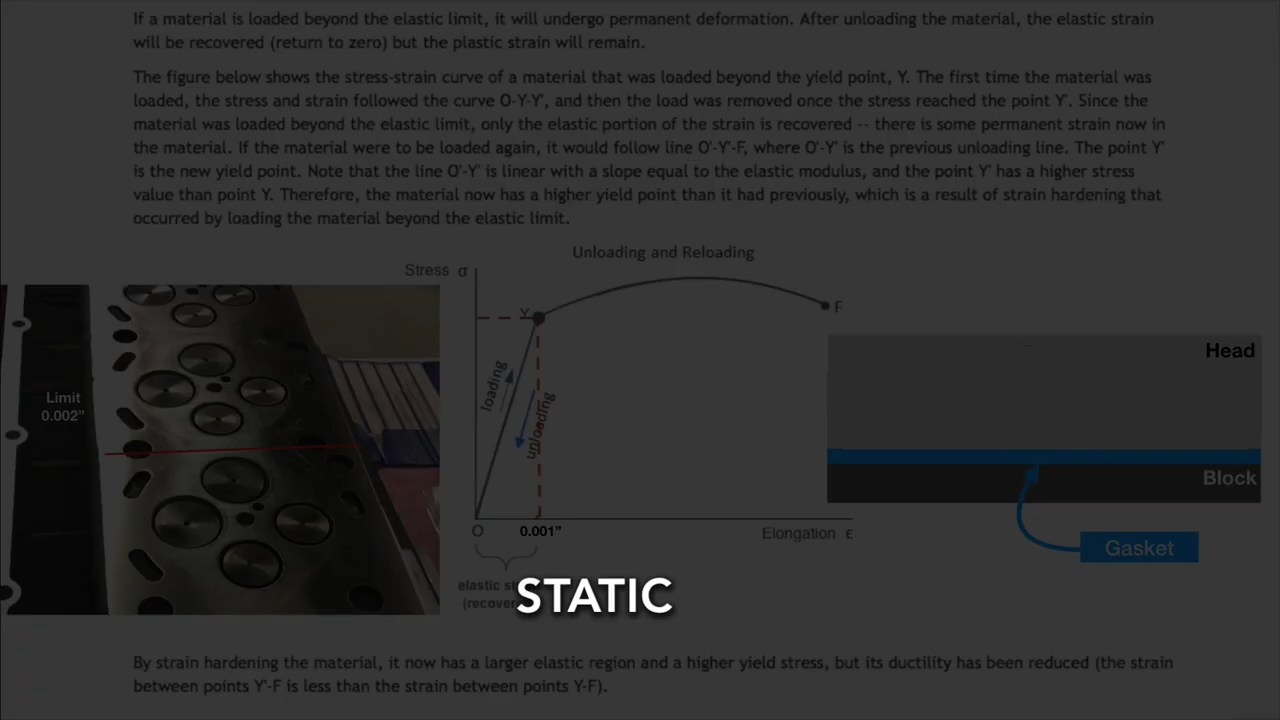 If a material is loaded beyond the elastic limit, it will undergo permanent deformation. After unloading the material, the elastic strain
will be recovered (return to zero) but the plastic strain will remain.
The figure below shows the stress-strain curve of a material that was loaded beyond the yield point, Y. The first time the material was
loaded, the stress and strain followed the curve O-Y-Y', and then the load was removed once the stress reached the point Y'. Since the
material was loaded beyond the elastic limit, only the elastic portion of the strain is recovered -- there is some permanent strain now in
the material. If the material were to be loaded again, it would follow line O'-Y'-F, where O'-Y' is the previous unloading line. The point Y'
is the new yield point. Note that the line O'-Y' is linear with a slope equal to the elastic modulus, and the point Y' has a higher stress
value than point Y. Therefore, the material now has a higher yield point than it had previously, which is a result of strain hardening that
occurred by loading the material beyond the elastic limit.
Unloading and Reloading
Stress σ
Y
F
loading
unloading
Limit
0.002"
Head
Block
Gasket
O
0.001"
Elongation ϵ
elastic
STATIC
By strain hardening the material, it now has a larger elastic region and a higher yield stress, but its ductility has been reduced (the strain
between points Y'-F is less than the strain between points Y-F).